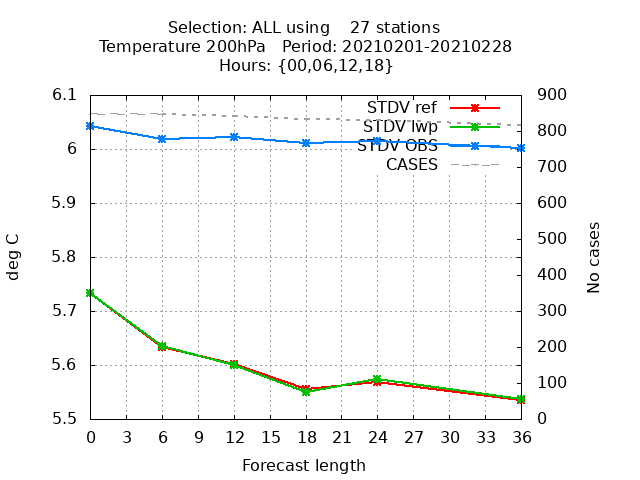 Selection: ALL using    27 stations
Temperature 200hPa   Period: 20210201-20210228
Hours: {00,06,12,18}
6.1
6
5.9
5.8
5.7
5.6
5.5
deg C
STDV ref
STDV lwp
STDV OBS
CASES
900
800
700
600
500
400
300
200
100
0
No cases
0 3 6 9 12 15 18 21 24 27 30 33 36
Forecast length